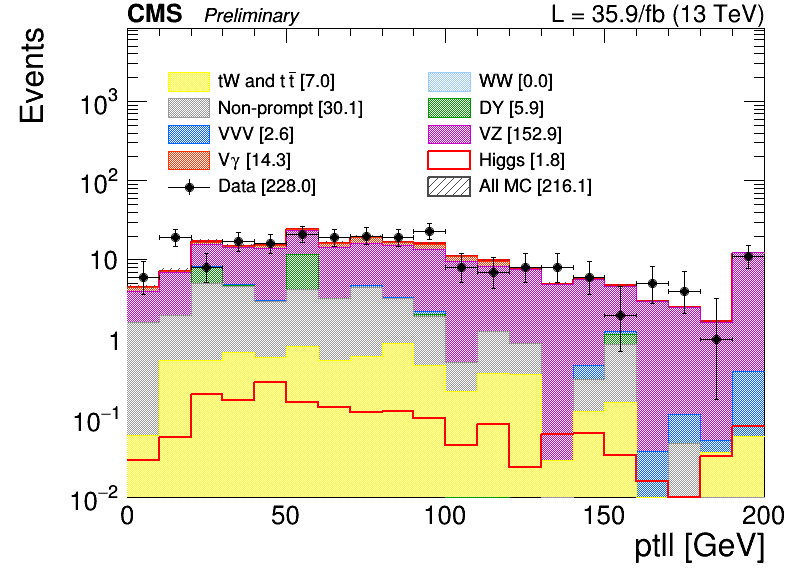 CMS Preliminary L = 35.9/fb (13 TeV)
Events
10³
10²
10
1
10⁻¹
10⁻²
tW and t t̄ [7.0]
Non-prompt [30.1]
VVV [2.6]
Vγ [14.3]
Data [228.0]
WW [0.0]
DY [5.9]
VZ [152.9]
Higgs [1.8]
All MC [216.1]
0 50 100 150 200
ptll [GeV]